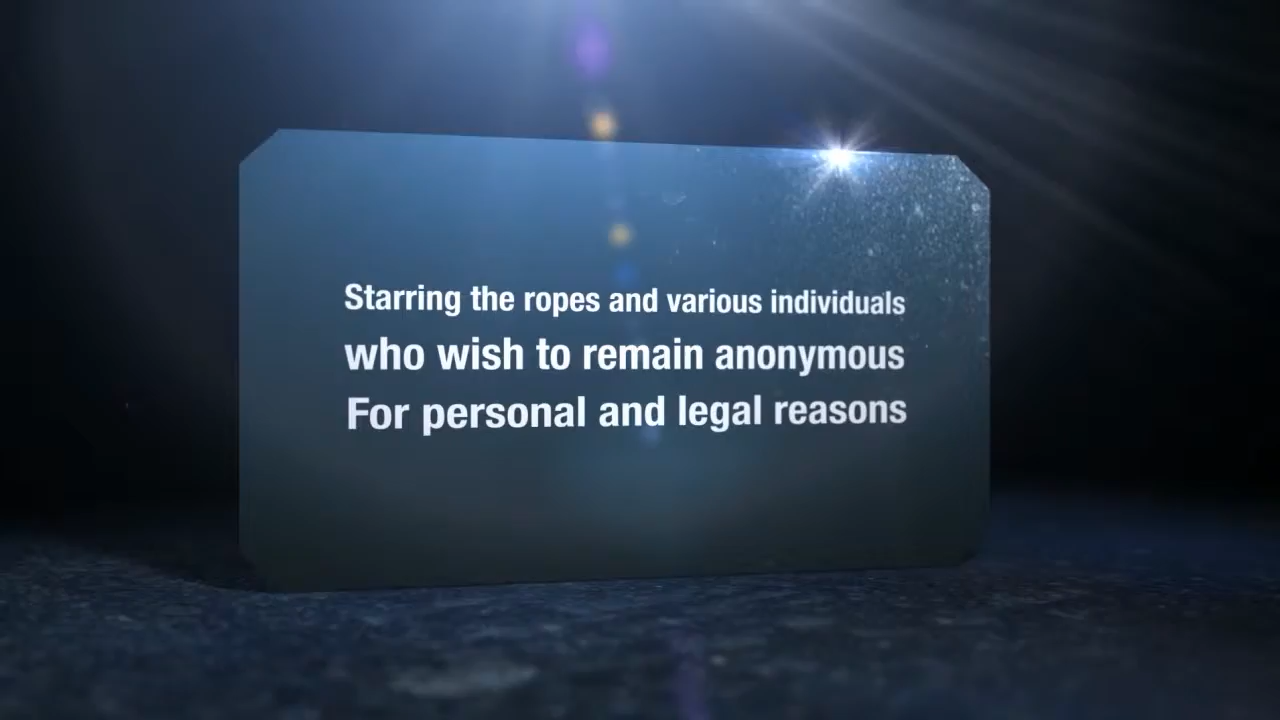 Starring the ropes and various individuals
who wish to remain anonymous
For personal and legal reasons